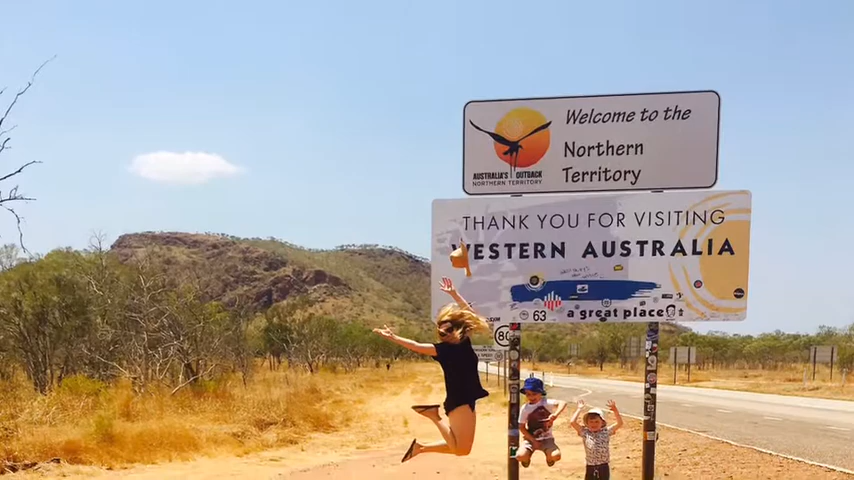 Welcome to the
Northern
Territory
AUSTRALIA'S OUTBACK
NORTHERN TERRITORY
THANK YOU FOR VISITING
WESTERN AUSTRALIA
63
a great place
80